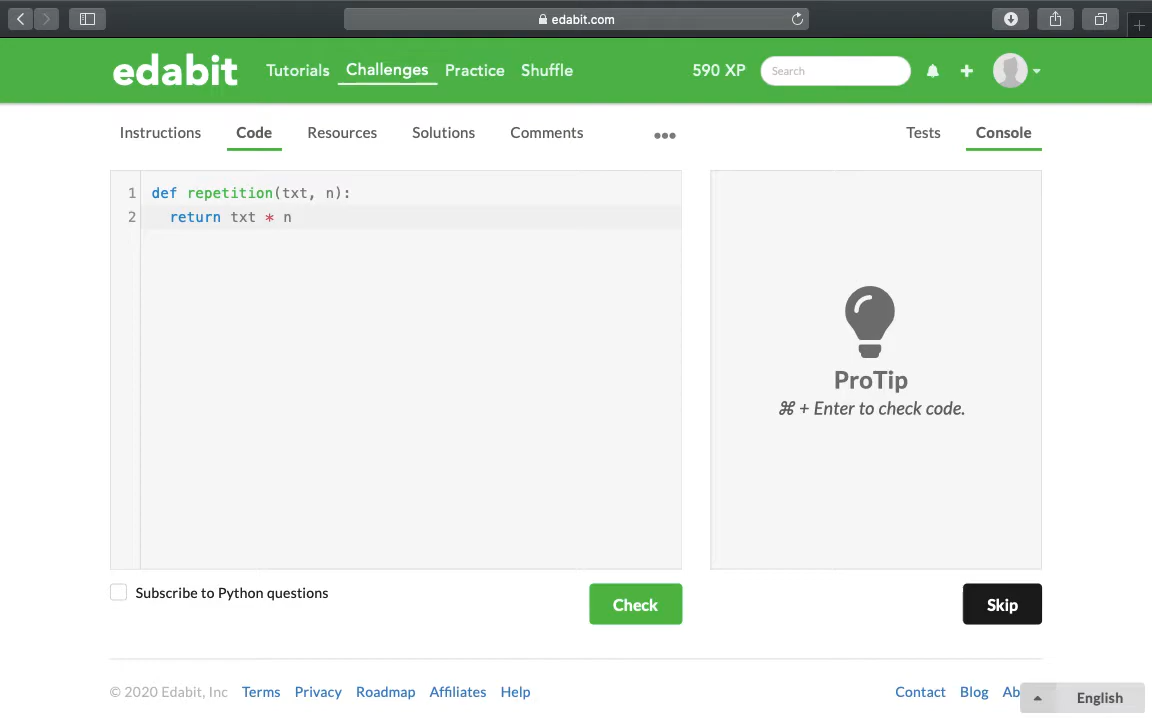 edabit.com
edabit Tutorials Challenges Practice Shuffle 590 XP Search
Instructions Code Resources Solutions Comments ••• Tests Console
1 def repetition(txt, n):
2 return txt * n
ProTip
⌘ + Enter to check code.
Subscribe to Python questions
Check
Skip
© 2020 Edabit, Inc Terms Privacy Roadmap Affiliates Help Contact Blog Ab
English